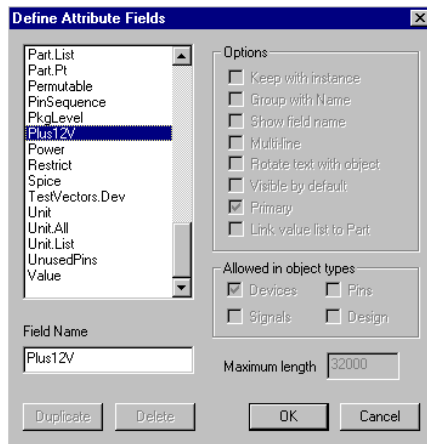 Define Attribute Fields
Part.List
Part.Pt
Permutable
PinSequence
PkgLevel
Plus12V
Power
Restrict
Spice
TestVectors.Dev
Unit
Unit.All
Unit.List
UnusedPins
Value
Field Name
Plus12V
Duplicate
Delete
Options
Keep with instance
Group with Name
Show field name
Multi-line
Rotate text with object
Visible by default
Primary
Link value list to Part
Allowed in object types
Devices Pins
Signals Design
Maximum length 32000
OK Cancel